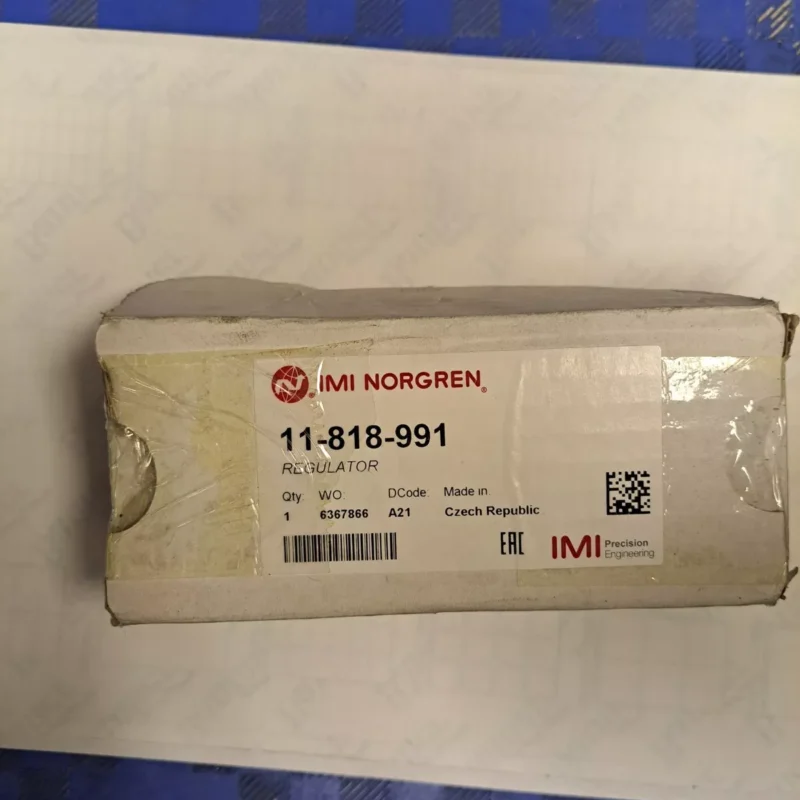 IMI NORGREN®
11-818-991
REGULATOR
Qty: WO: DCode: Made in:
1 6367866 A21 Czech Republic
EAC IMI Precision
Engineering